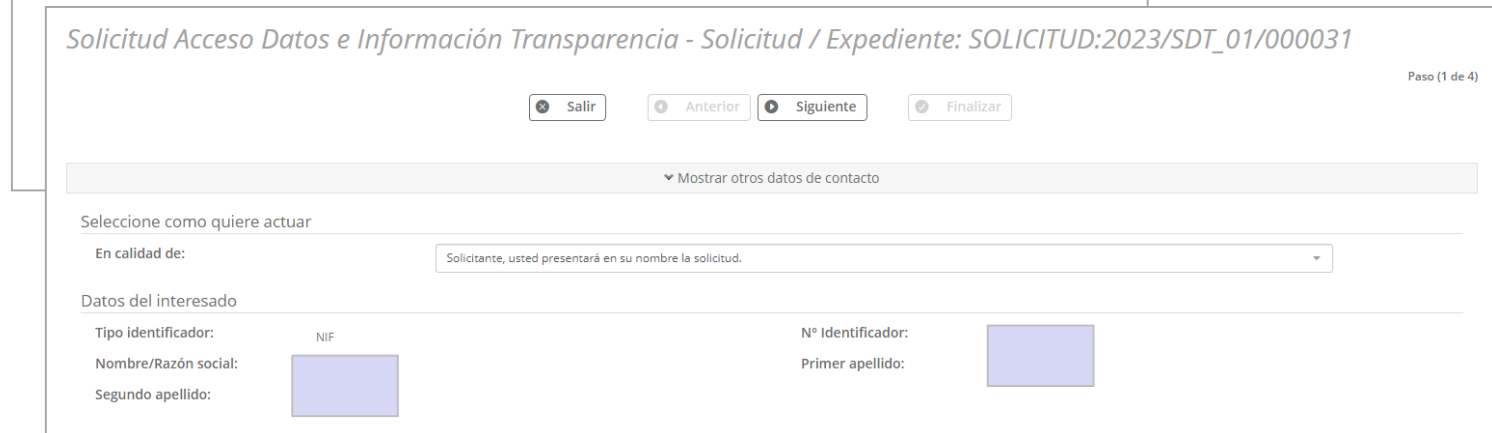 Solicitud Acceso Datos e Información Transparencia - Solicitud / Expediente: SOLICITUD:2023/SDT_01/000031
Paso (1 de 4)
Salir Anterior Siguiente Finalizar
Mostrar otros datos de contacto
Seleccione como quiere actuar
En calidad de: Solicitante, usted presentará en su nombre la solicitud.
Datos del interesado
Tipo identificador: NIF Nº Identificador:
Nombre/Razón social: Primer apellido:
Segundo apellido: